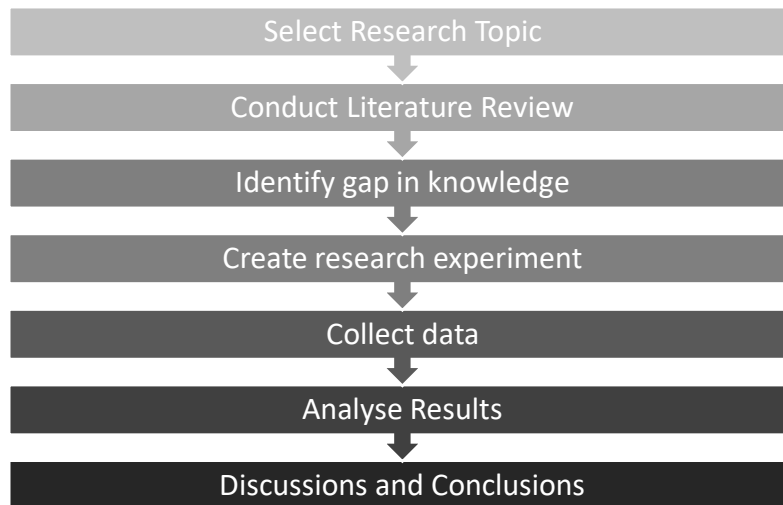 Select Research Topic
Conduct Literature Review
Identify gap in knowledge
Create research experiment
Collect data
Analyse Results
Discussions and Conclusions